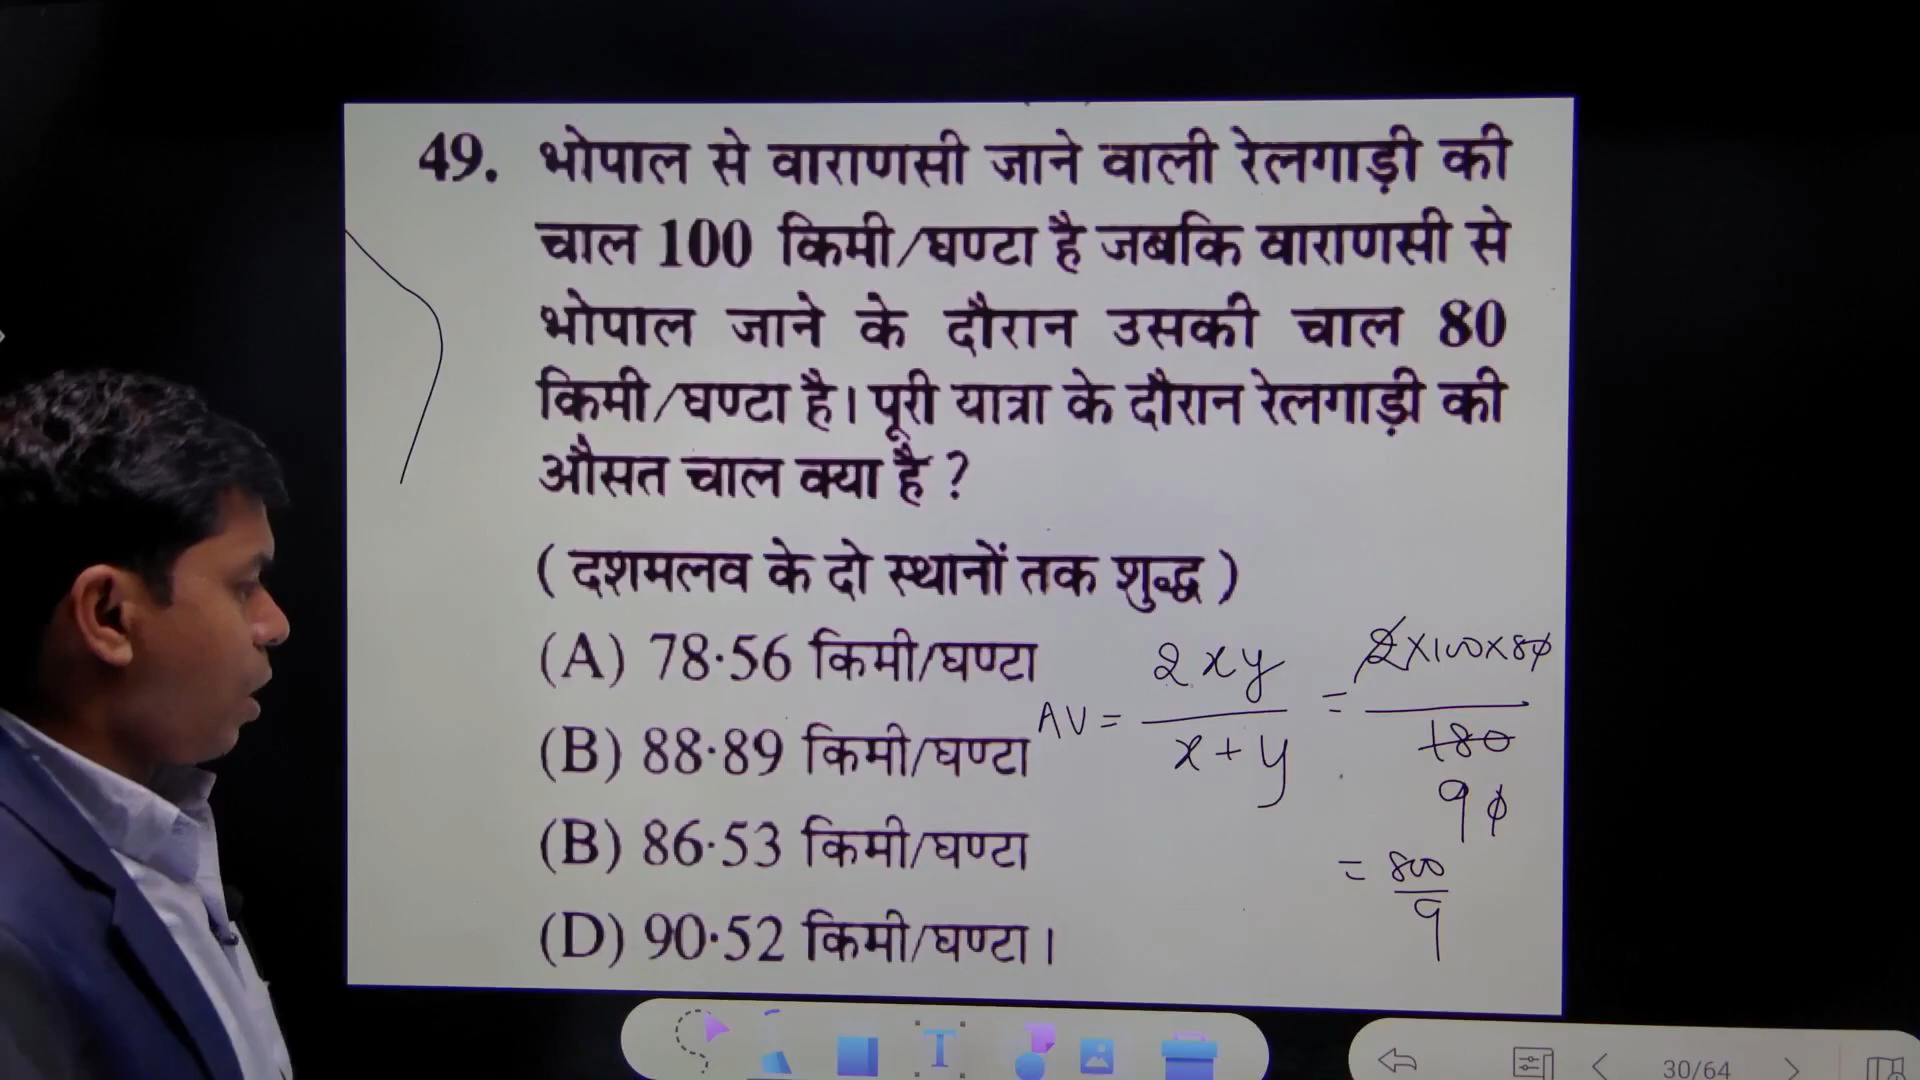 49. भोपाल से वाराणसी जाने वाली रेलगाड़ी की
चाल 100 किमी/घण्टा है जबकि वाराणसी से
भोपाल जाने के दौरान उसकी चाल 80
किमी/घण्टा है। पूरी यात्रा के दौरान रेलगाड़ी की
औसत चाल क्या है ?
( दशमलव के दो स्थानों तक शुद्ध )
(A) 78·56 किमी/घण्टा
(B) 88·89 किमी/घण्टा
(B) 86·53 किमी/घण्टा
(D) 90·52 किमी/घण्टा।
AV = 2xy / x+y = 2×100×80 / 180
90
= 800 / 9
T
30/64